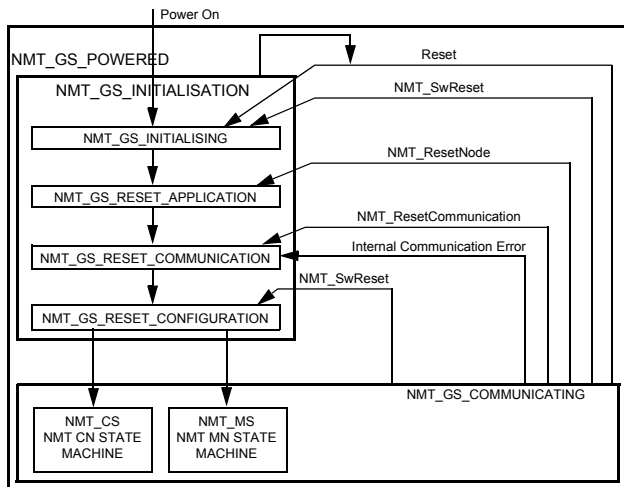 Power On
NMT_GS_POWERED
Reset
NMT_GS_INITIALISATION
NMT_SwReset
NMT_GS_INITIALISING
NMT_ResetNode
NMT_GS_RESET_APPLICATION
NMT_ResetCommunication
Internal Communication Error
NMT_GS_RESET_COMMUNICATION
NMT_SwReset
NMT_GS_RESET_CONFIGURATION
NMT_GS_COMMUNICATING
NMT_CS
NMT CN STATE
MACHINE
NMT_MS
NMT MN STATE
MACHINE